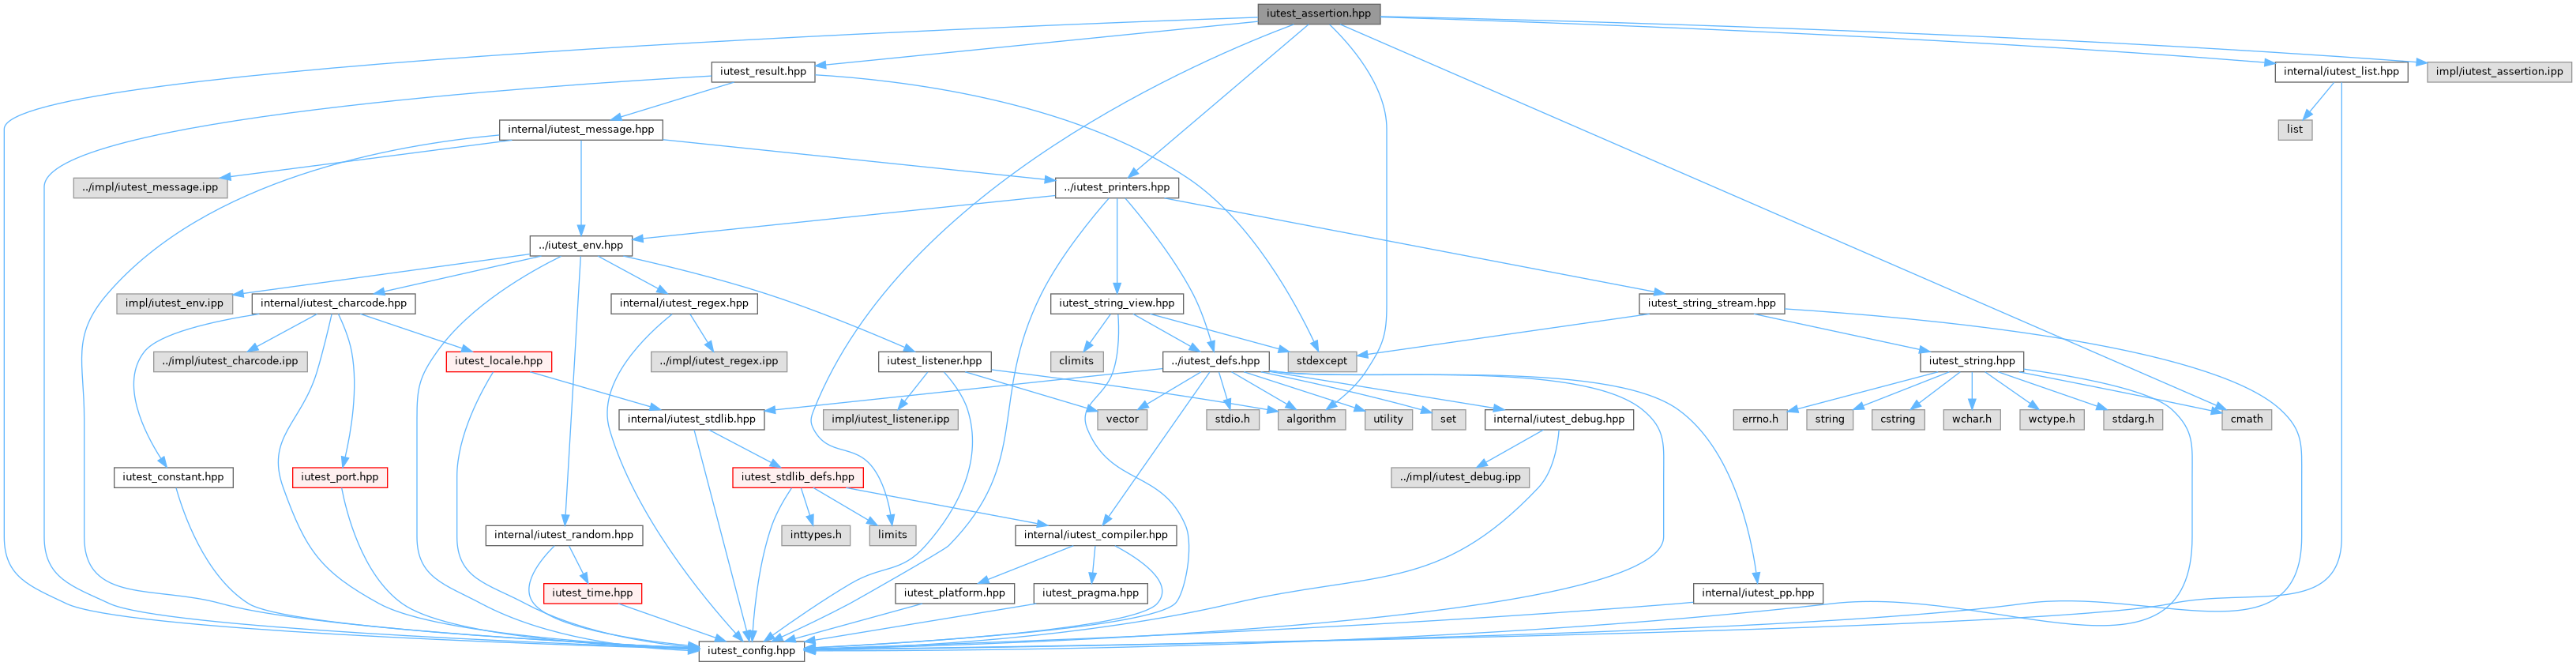 iutest_assertion.hpp
iutest_result.hpp
internal/iutest_list.hpp
impl/iutest_assertion.ipp
internal/iutest_message.hpp
list
../impl/iutest_message.ipp
../iutest_printers.hpp
../iutest_env.hpp
impl/iutest_env.ipp
internal/iutest_charcode.hpp
internal/iutest_regex.hpp
iutest_string_view.hpp
iutest_string_stream.hpp
../impl/iutest_charcode.ipp
iutest_locale.hpp
../impl/iutest_regex.ipp
iutest_listener.hpp
climits
../iutest_defs.hpp
stdexcept
iutest_string.hpp
internal/iutest_stdlib.hpp
impl/iutest_listener.ipp
vector
stdio.h
algorithm
utility
set
internal/iutest_debug.hpp
errno.h
string
cstring
wchar.h
wctype.h
stdarg.h
cmath
iutest_constant.hpp
iutest_port.hpp
iutest_stdlib_defs.hpp
../impl/iutest_debug.ipp
internal/iutest_random.hpp
inttypes.h
limits
internal/iutest_compiler.hpp
iutest_time.hpp
iutest_platform.hpp
iutest_pragma.hpp
internal/iutest_pp.hpp
iutest_config.hpp